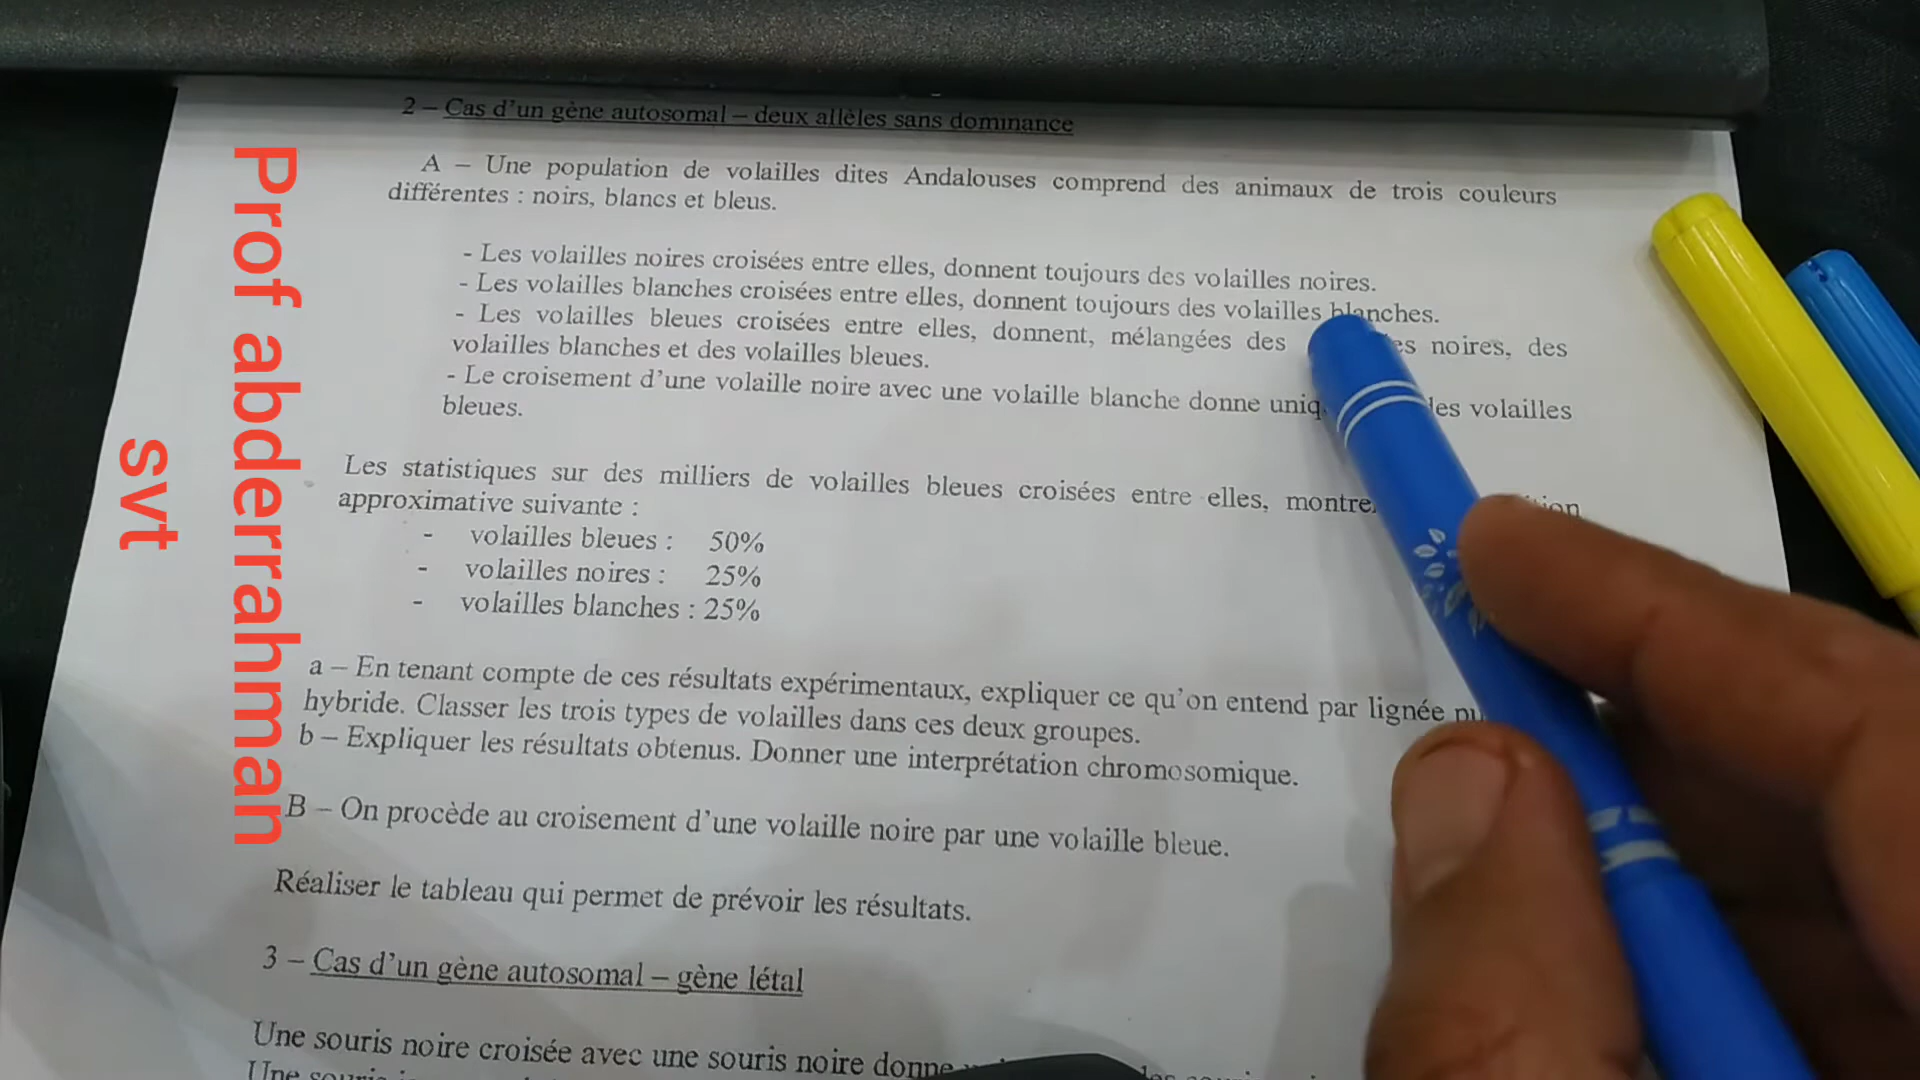 2 – Cas d'un gène autosomal – deux allèles sans dominance
A – Une population de volailles dites Andalouses comprend des animaux de trois couleurs
différentes : noirs, blancs et bleus.
- Les volailles noires croisées entre elles, donnent toujours des volailles noires.
- Les volailles blanches croisées entre elles, donnent toujours des volailles blanches.
- Les volailles bleues croisées entre elles, donnent, mélangées des noires, des
volailles blanches et des volailles bleues.
- Le croisement d'une volaille noire avec une volaille blanche donne volailles
bleues.
Les statistiques sur des milliers de volailles bleues croisées entre elles,
approximative suivante :
- volailles bleues : 50%
- volailles noires : 25%
- volailles blanches : 25%
a – En tenant compte de ces résultats expérimentaux, expliquer ce qu'on entend par lignée
hybride. Classer les trois types de volailles dans ces deux groupes.
b – Expliquer les résultats obtenus. Donner une interprétation chromosomique.
B – On procède au croisement d'une volaille noire par une volaille bleue.
Réaliser le tableau qui permet de prévoir les résultats.
3 – Cas d'un gène autosomal – gène létal
Une souris noire croisée avec une souris noire donne
Une
Prof abderrahman
svt